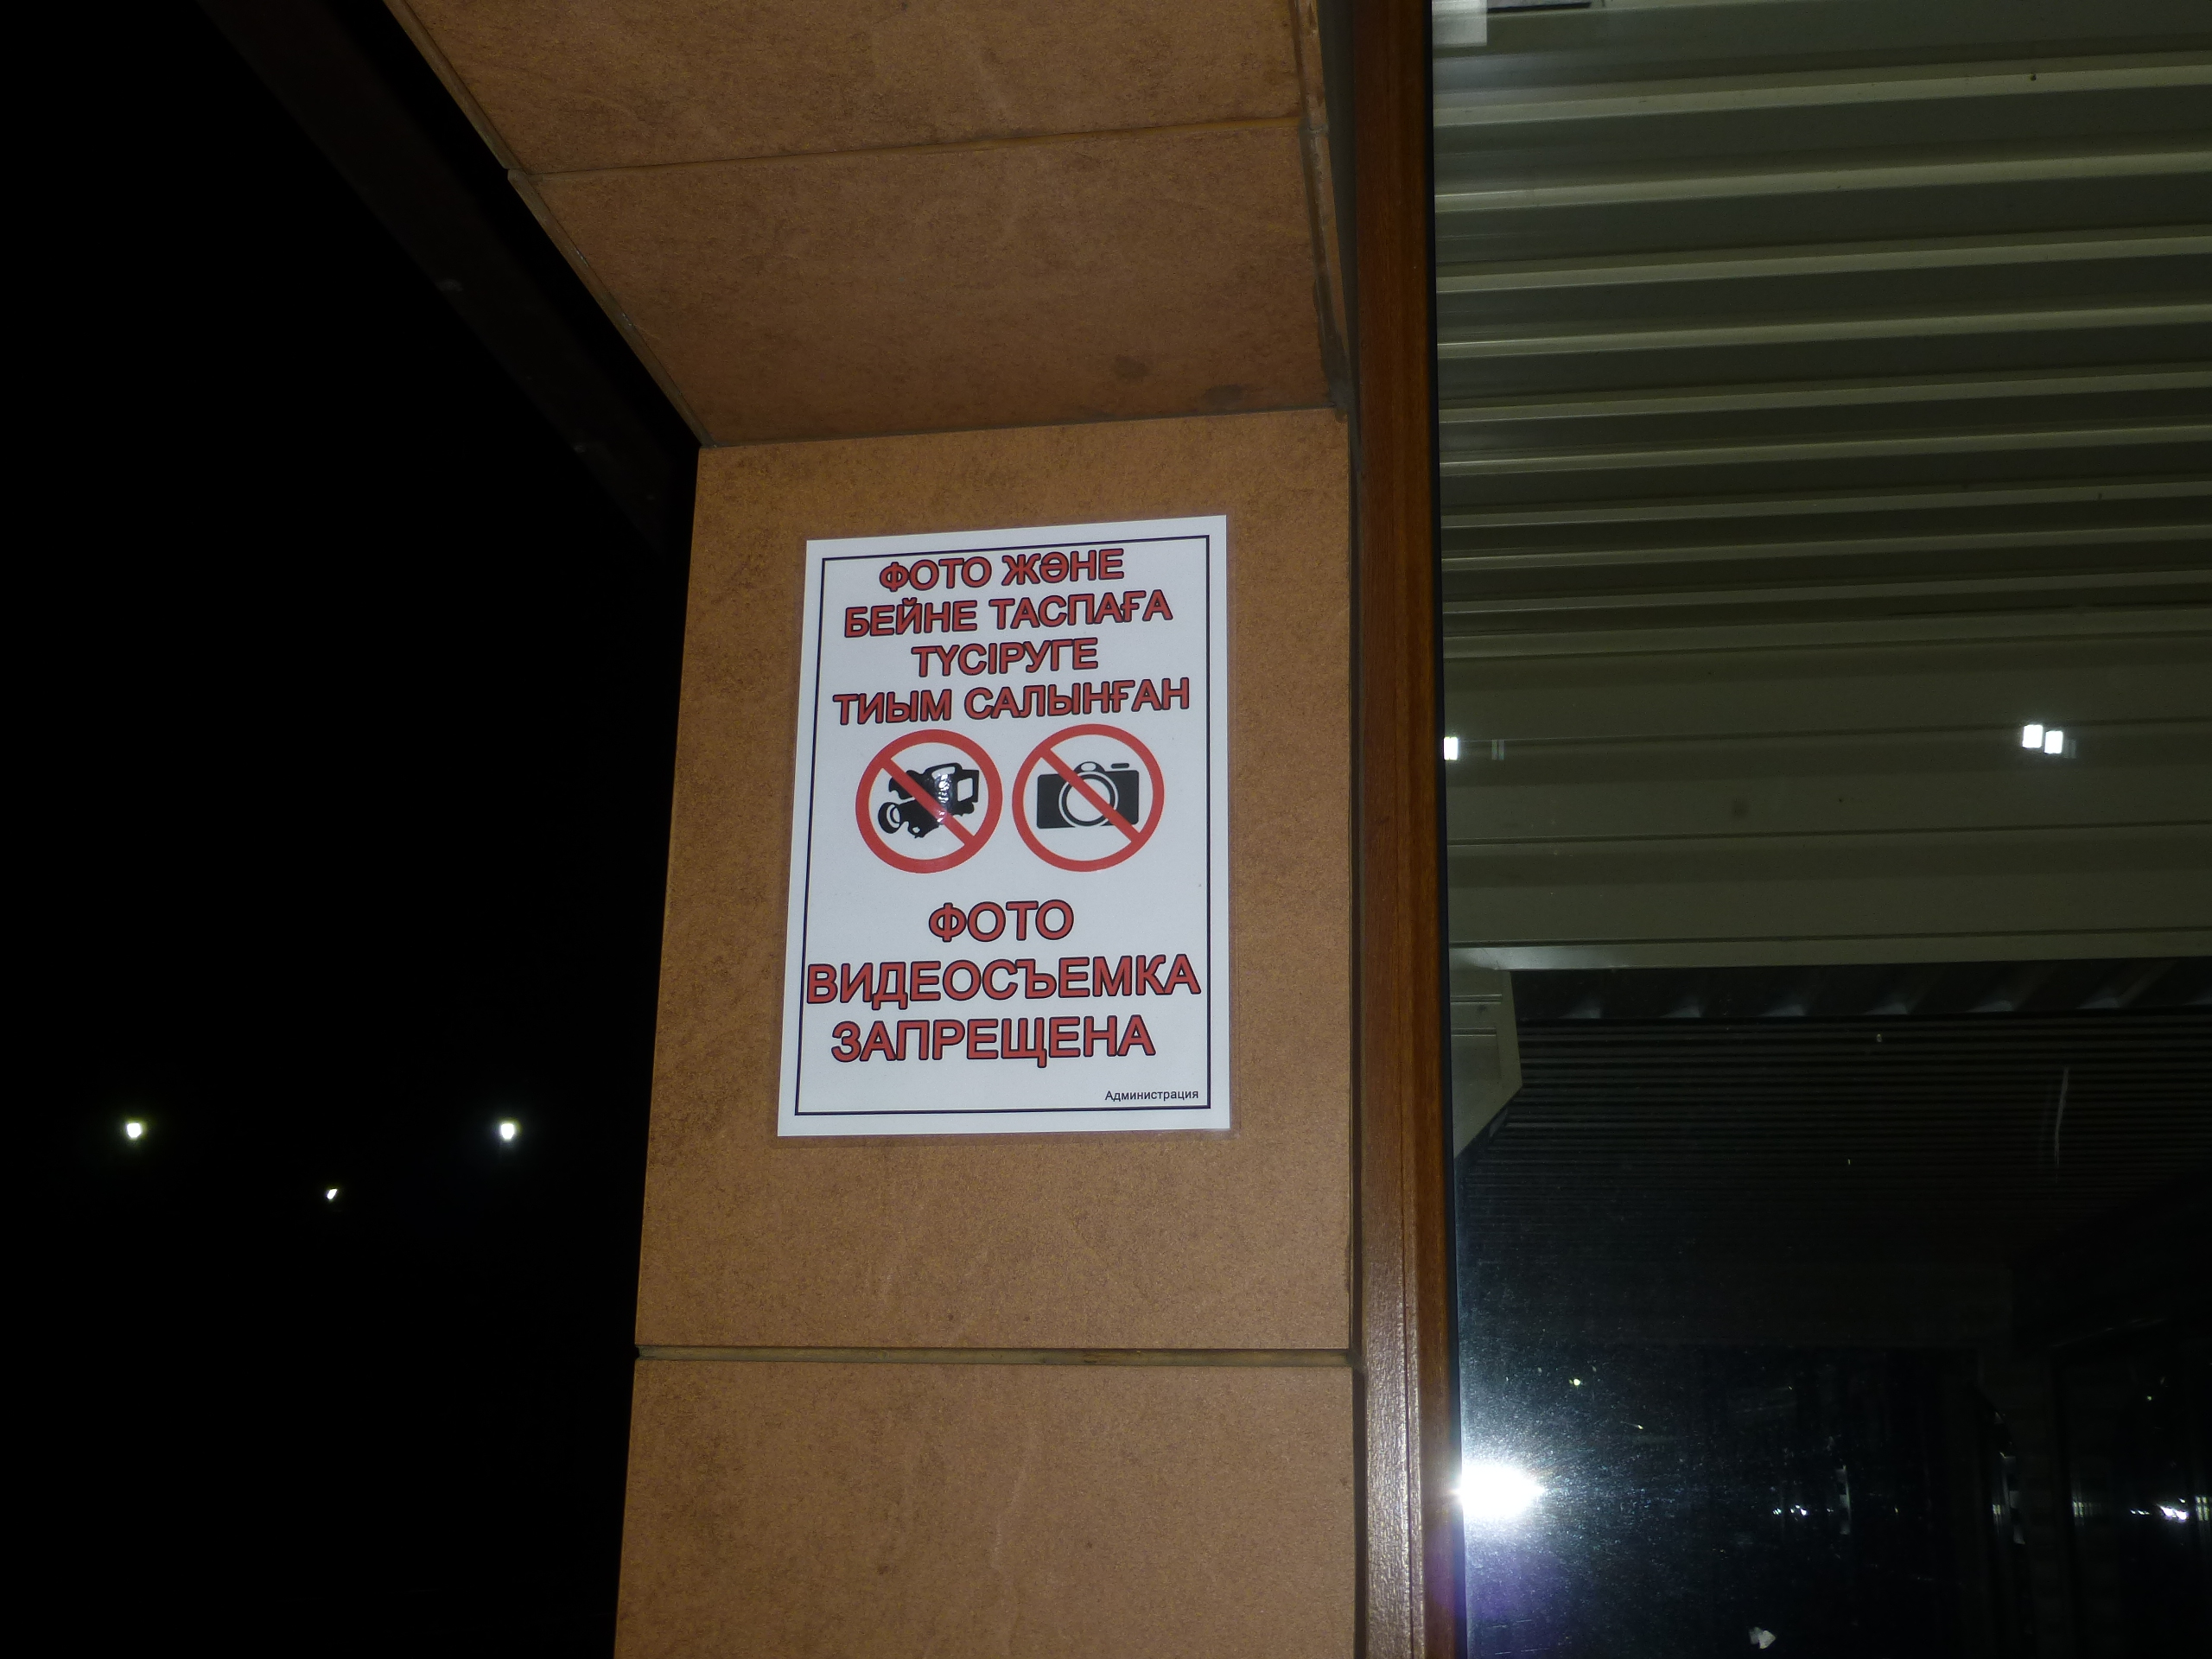 ФОТО ЖӘНЕ
БЕЙНЕ ТАСПАҒА
ТҮСІРУГЕ
ТИЫМ САЛЫНҒАН
ФОТО
ВИДЕОСЪЕМКА
ЗАПРЕЩЕНА
Администрация